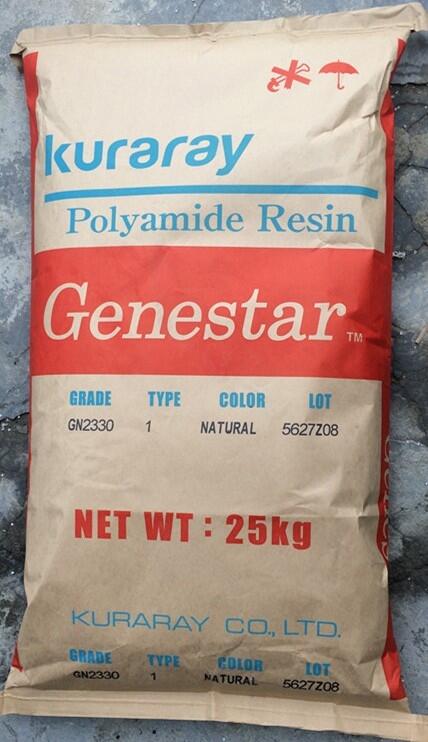 kuraray
Polyamide Resin
Genestar™
GRADE TYPE COLOR LOT
GN2330 1 NATURAL 5627Z08
NET WT : 25kg
KURARAY CO., LTD.
GRADE TYPE COLOR LOT
GN2330 1 NATURAL 5627Z08